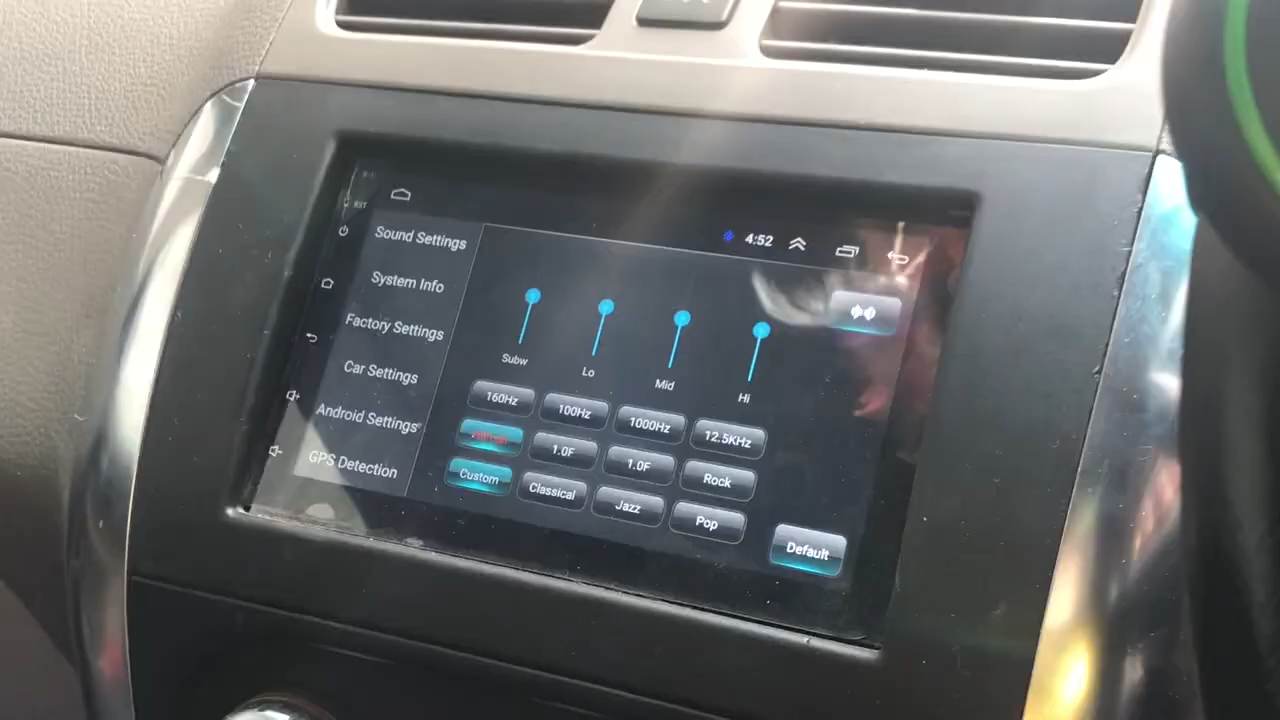 RST
4:52
Sound Settings
System Info
Factory Settings
Car Settings
Android Settings
GPS Detection
Subw
Lo
Mid
Hi
160Hz
100Hz
1000Hz
12.5KHz
1.0F
1.0F
Rock
Custom
Classical
Jazz
Pop
Default